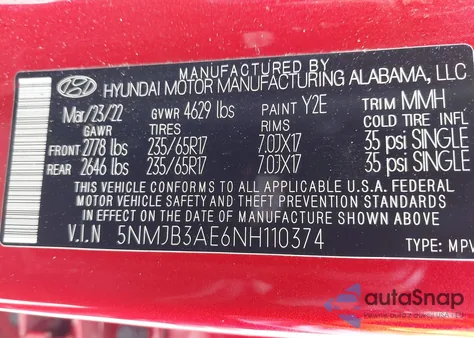 MANUFACTURED BY
HYUNDAI MOTOR MANUFACTURING ALABAMA, LLC
Mar/23/22 GVWR 4629 lbs PAINT Y2E TRIM MMH
GAWR TIRES RIMS COLD TIRE INFL
FRONT 2778 lbs 235/65R17 7.0JX17 35 psi SINGLE
REAR 2646 lbs 235/65R17 7.0JX17 35 psi SINGLE
THIS VEHICLE CONFORMS TO ALL APPLICABLE U.S.A. FEDERAL
MOTOR VEHICLE SAFETY AND THEFT PREVENTION STANDARDS
IN EFFECT ON THE DATE OF MANUFACTURE SHOWN ABOVE.
V.I.N 5NMJB3AE6NH110374 TYPE: MPV
autoSnap